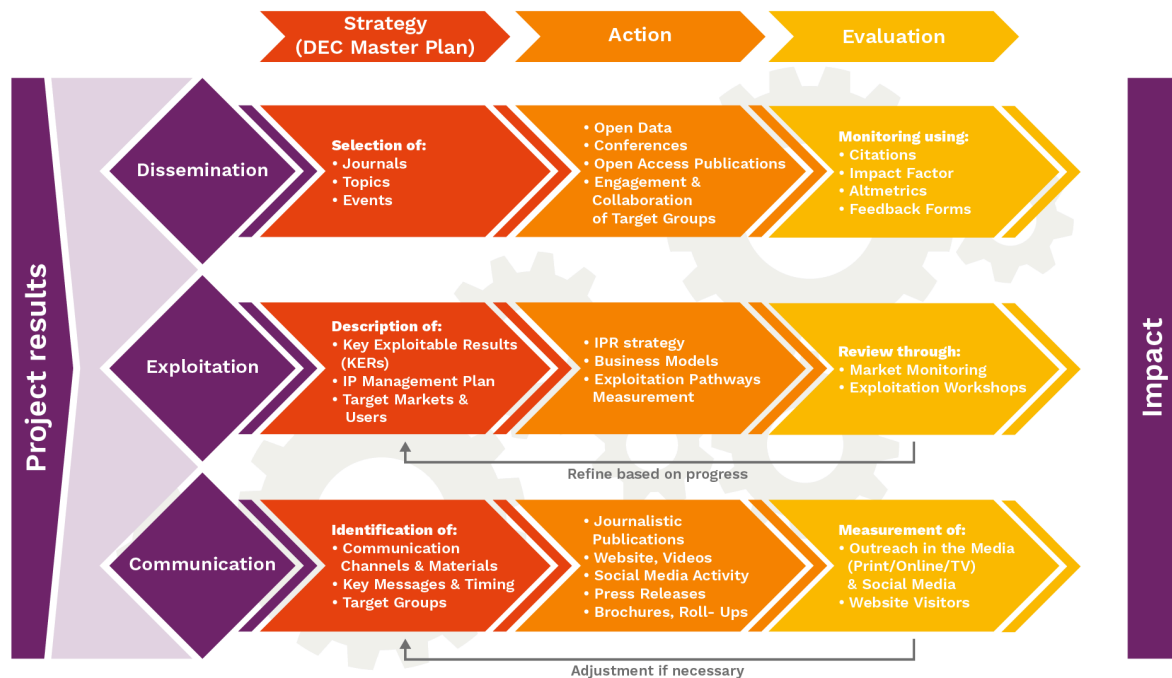 Strategy
(DEC Master Plan)
Action
Evaluation
Project results
Dissemination
Selection of:
• Journals
• Topics
• Events
• Open Data
• Conferences
• Open Access Publications
• Engagement &
Collaboration
of Target Groups
Monitoring using:
• Citations
• Impact Factor
• Altmetrics
• Feedback Forms
Exploitation
Description of:
• Key Exploitable Results
(KERs)
• IP Management Plan
• Target Markets &
Users
• IPR strategy
• Business Models
• Exploitation Pathways
Measurement
Review through:
• Market Monitoring
• Exploitation Workshops
Refine based on progress
Communication
Identification of:
• Communication
Channels & Materials
• Key Messages & Timing
• Target Groups
• Journalistic
Publications
• Website, Videos
• Social Media Activity
• Press Releases
• Brochures, Roll- Ups
Measurement of:
• Outreach in the Media
(Print/Online/TV)
& Social Media
• Website Visitors
Adjustment if necessary
Impact